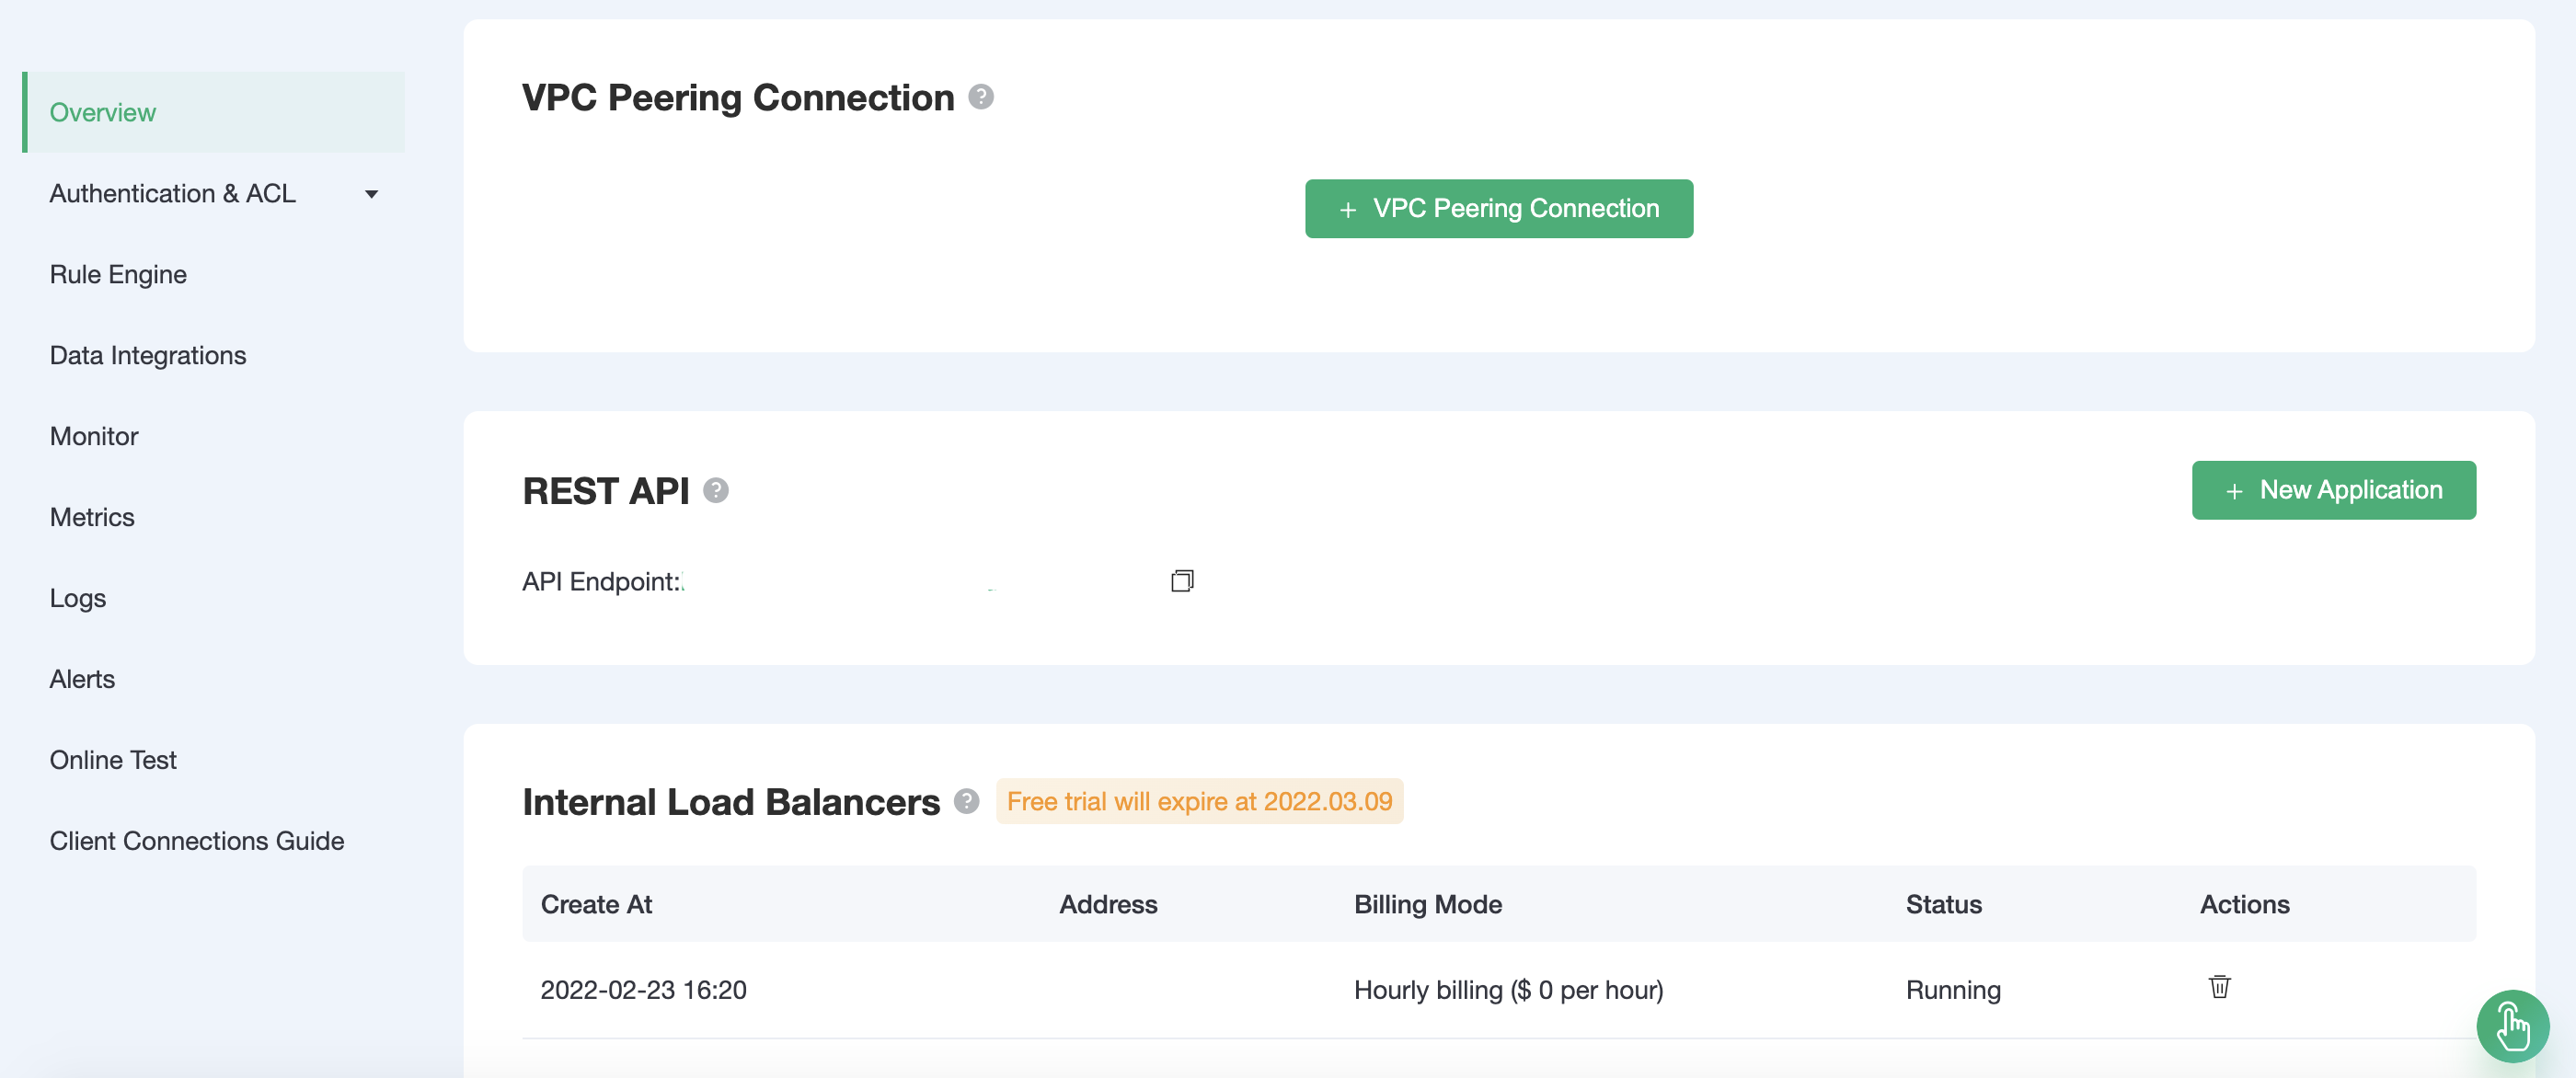 Overview
Authentication & ACL
Rule Engine
Data Integrations
Monitor
Metrics
Logs
Alerts
Online Test
Client Connections Guide
VPC Peering Connection ?
+ VPC Peering Connection
REST API ?
+ New Application
API Endpoint:
Internal Load Balancers ? Free trial will expire at 2022.03.09
Create At Address Billing Mode Status Actions
2022-02-23 16:20 Hourly billing ($ 0 per hour) Running